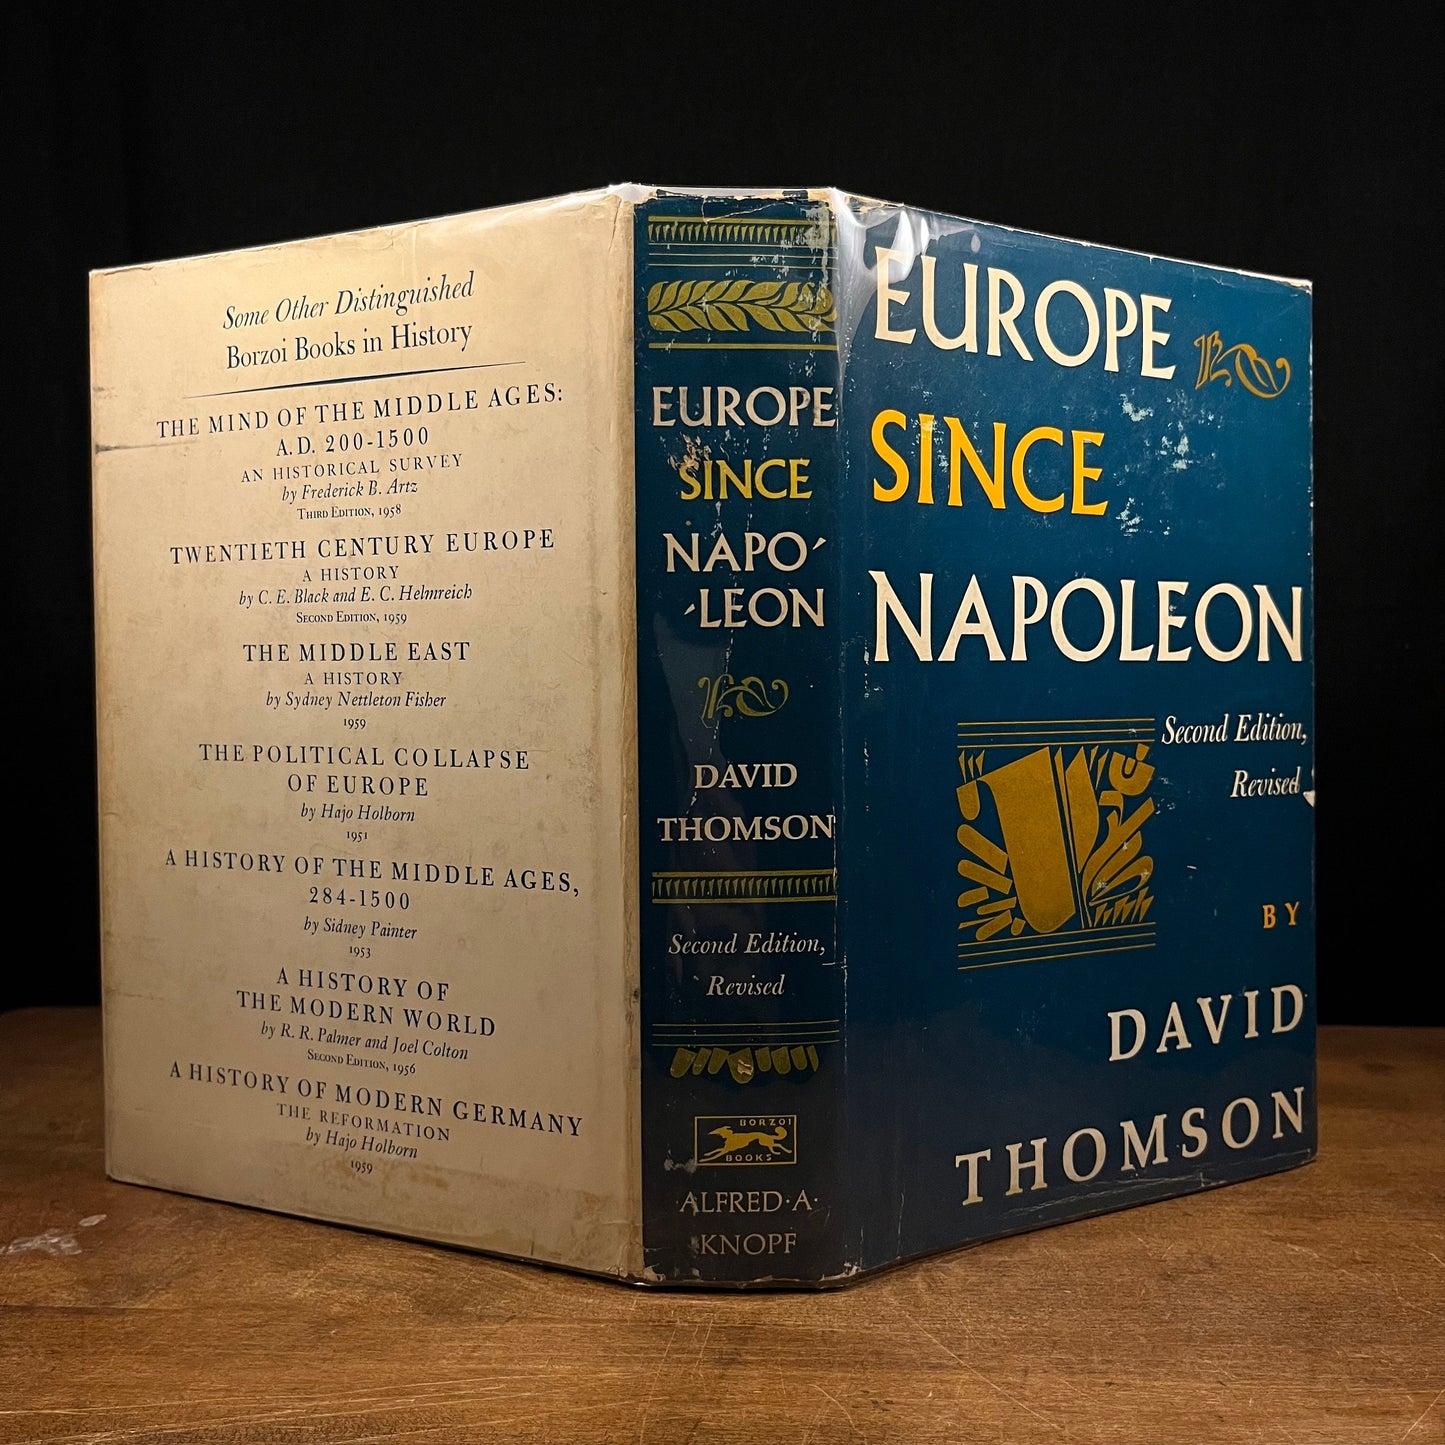 Some Other Distinguished
Borzoi Books in History
THE MIND OF THE MIDDLE AGES:
A.D. 200-1500
AN HISTORICAL SURVEY
by Frederick B. Artz
THIRD EDITION, 1958
TWENTIETH CENTURY EUROPE
A HISTORY
by C. E. Black and E. C. Helmreich
SECOND EDITION, 1959
THE MIDDLE EAST
A HISTORY
by Sydney Nettleton Fisher
1959
THE POLITICAL COLLAPSE
OF EUROPE
by Hajo Holborn
1951
A HISTORY OF THE MIDDLE AGES,
284-1500
by Sidney Painter
1953
A HISTORY OF
THE MODERN WORLD
by R. R. Palmer and Joel Colton
SECOND EDITION, 1956
A HISTORY OF MODERN GERMANY
THE REFORMATION
by Hajo Holborn
1959
EUROPE
SINCE
NAPO-
-LEON
DAVID
THOMSON
Second Edition,
Revised
BORZOI
BOOKS
·ALFRED·A·
KNOPF
EUROPE
SINCE
NAPOLEON
Second Edition,
Revised
BY
DAVID
THOMSON